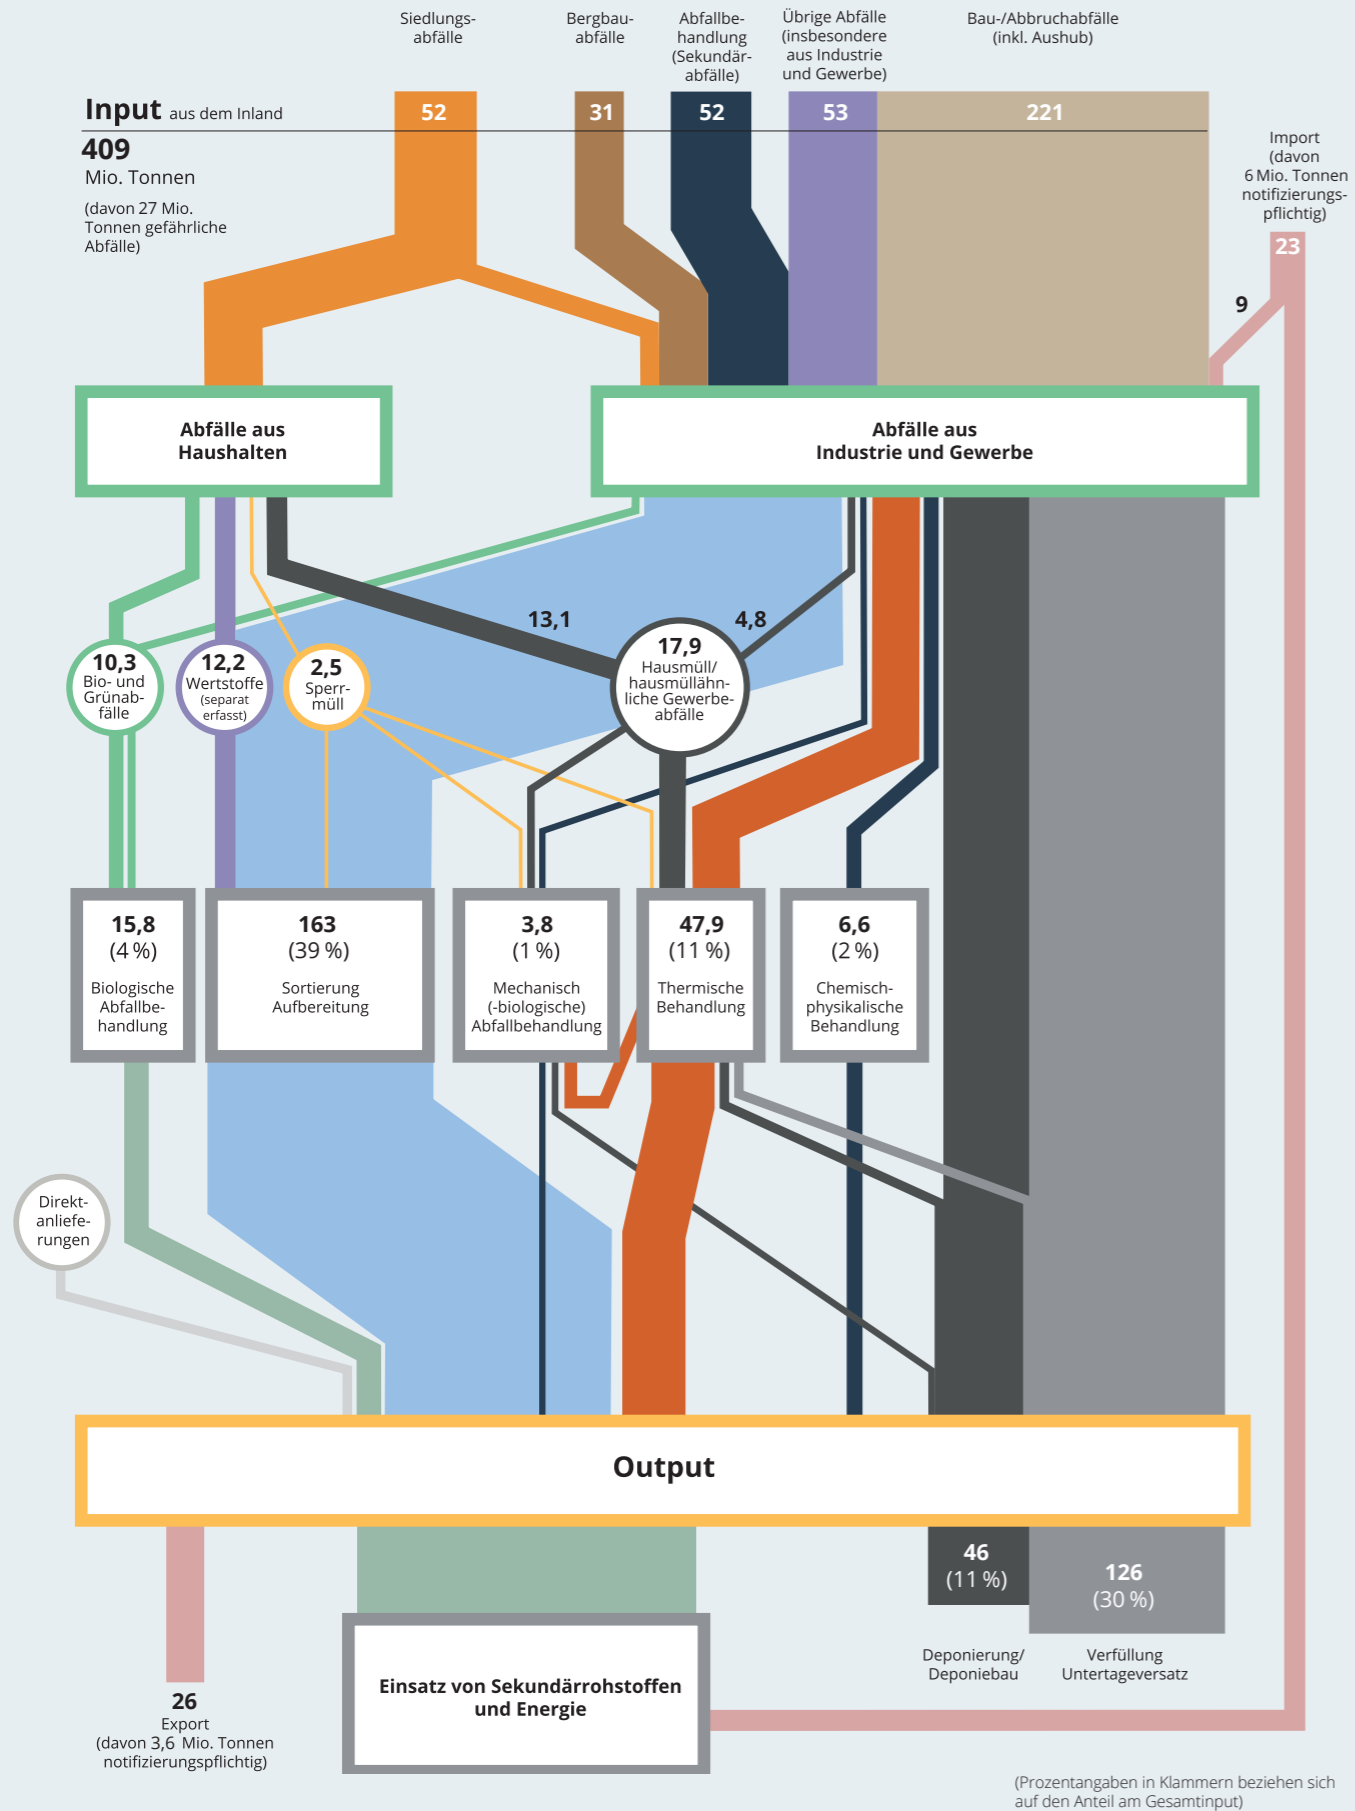 Siedlungs-
abfälle
Bergbau-
abfälle
Abfallbe-
handlung
(Sekundär-
abfälle)
Übrige Abfälle
(insbesondere
aus Industrie
und Gewerbe)
Bau-/Abbruchabfälle
(inkl. Aushub)
Input aus dem Inland
52
31
52
53
221
409
Mio. Tonnen
(davon 27 Mio.
Tonnen gefährliche
Abfälle)
Import
(davon
6 Mio. Tonnen
notifizierungs-
pflichtig)
23
9
Abfälle aus
Haushalten
Abfälle aus
Industrie und Gewerbe
13,1
4,8
10,3
Bio- und
Grünab-
fälle
12,2
Wertstoffe
(separat
erfasst)
2,5
Sperr-
müll
17,9
Hausmüll/
hausmüllähn-
liche Gewerbe-
abfälle
15,8
(4 %)
Biologische
Abfallbe-
handlung
163
(39 %)
Sortierung
Aufbereitung
3,8
(1 %)
Mechanisch
(-biologische)
Abfallbehandlung
47,9
(11 %)
Thermische
Behandlung
6,6
(2 %)
Chemisch-
physikalische
Behandlung
Direkt-
anliefe-
rungen
Output
46
(11 %)
126
(30 %)
Deponierung/
Deponiebau
Verfüllung
Untertageversatz
Einsatz von Sekundärrohstoffen
und Energie
26
Export
(davon 3,6 Mio. Tonnen
notifizierungspflichtig)
(Prozentangaben in Klammern beziehen sich
auf den Anteil am Gesamtinput)